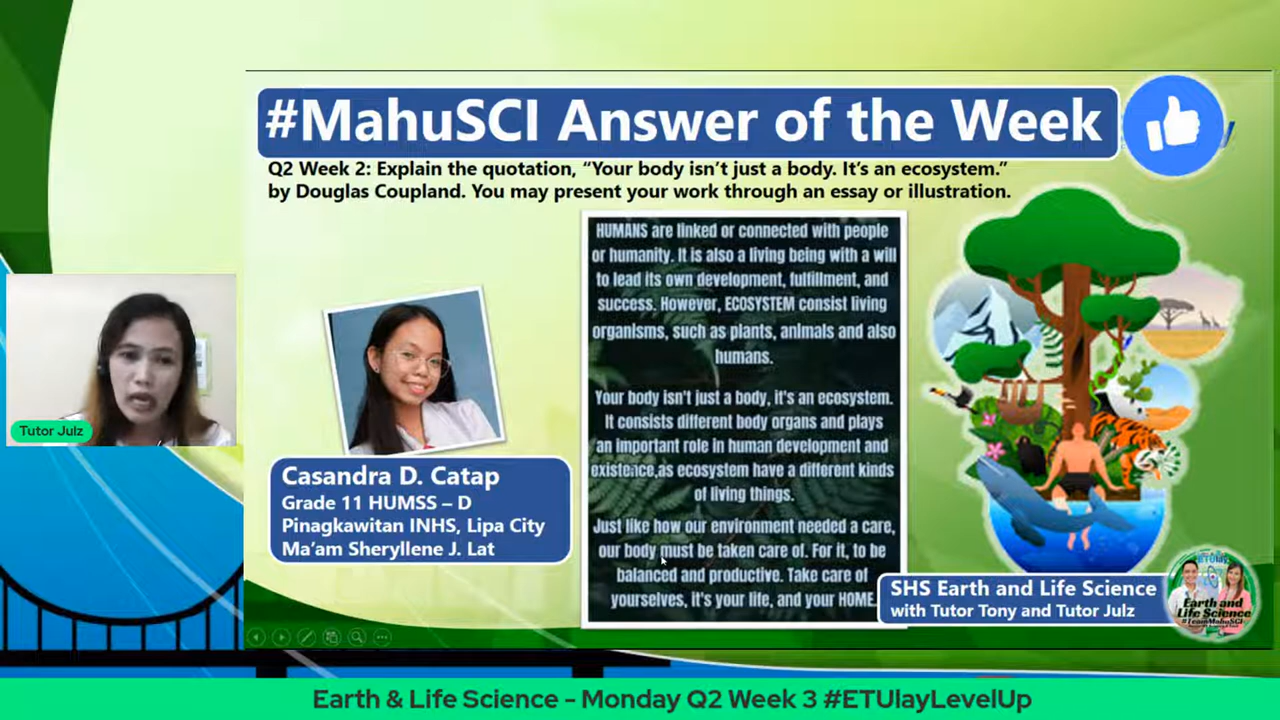 #MahuSCI Answer of the Week
Q2 Week 2: Explain the quotation, “Your body isn’t just a body. It’s an ecosystem.”
by Douglas Coupland. You may present your work through an essay or illustration.
HUMANS are linked or connected with people
or humanity. It is also a living being with a will
to lead its own development, fulfillment, and
success. However, ECOSYSTEM consist living
organisms, such as plants, animals and also
humans.
Your body isn't just a body, it's an ecosystem.
It consists different body organs and plays
an important role in human development and
existence,as ecosystem have a different kinds
of living things.
Just like how our environment needed a care,
our body must be taken care of. For it, to be
balanced and productive. Take care of
yourselves, it's your life, and your HOME.
Tutor Julz
Casandra D. Catap
Grade 11 HUMSS – D
Pinagkawitan INHS, Lipa City
Ma’am Sheryllene J. Lat
SHS Earth and Life Science
with Tutor Tony and Tutor Julz
ETUlay
Earth and
Life Science
#TeamMahuSCI
Earth & Life Science - Monday Q2 Week 3 #ETUlayLevelUp